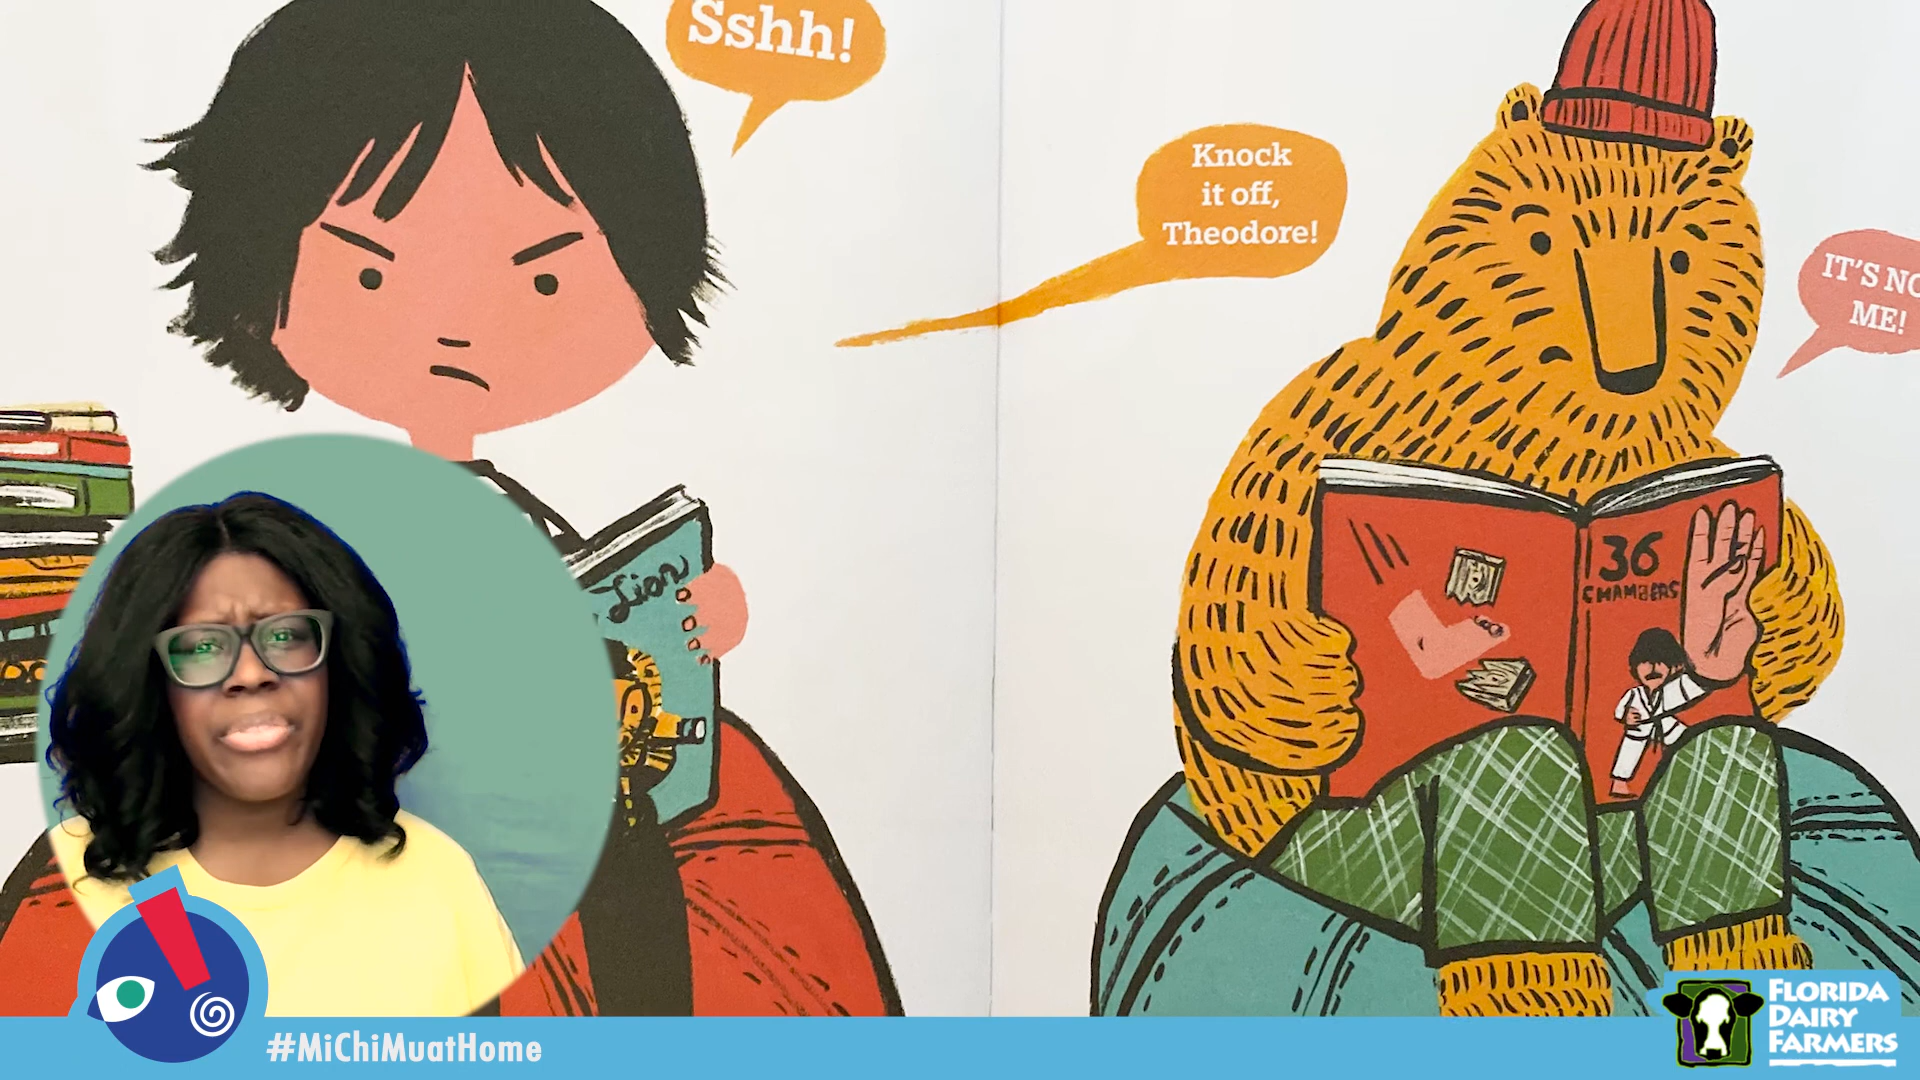 Sshh!
Knock
it off,
Theodore!
IT'S NO
ME!
Lion
36
CHAMBERS
#MiChiMuatHome
FLORIDA
DAIRY
FARMERS